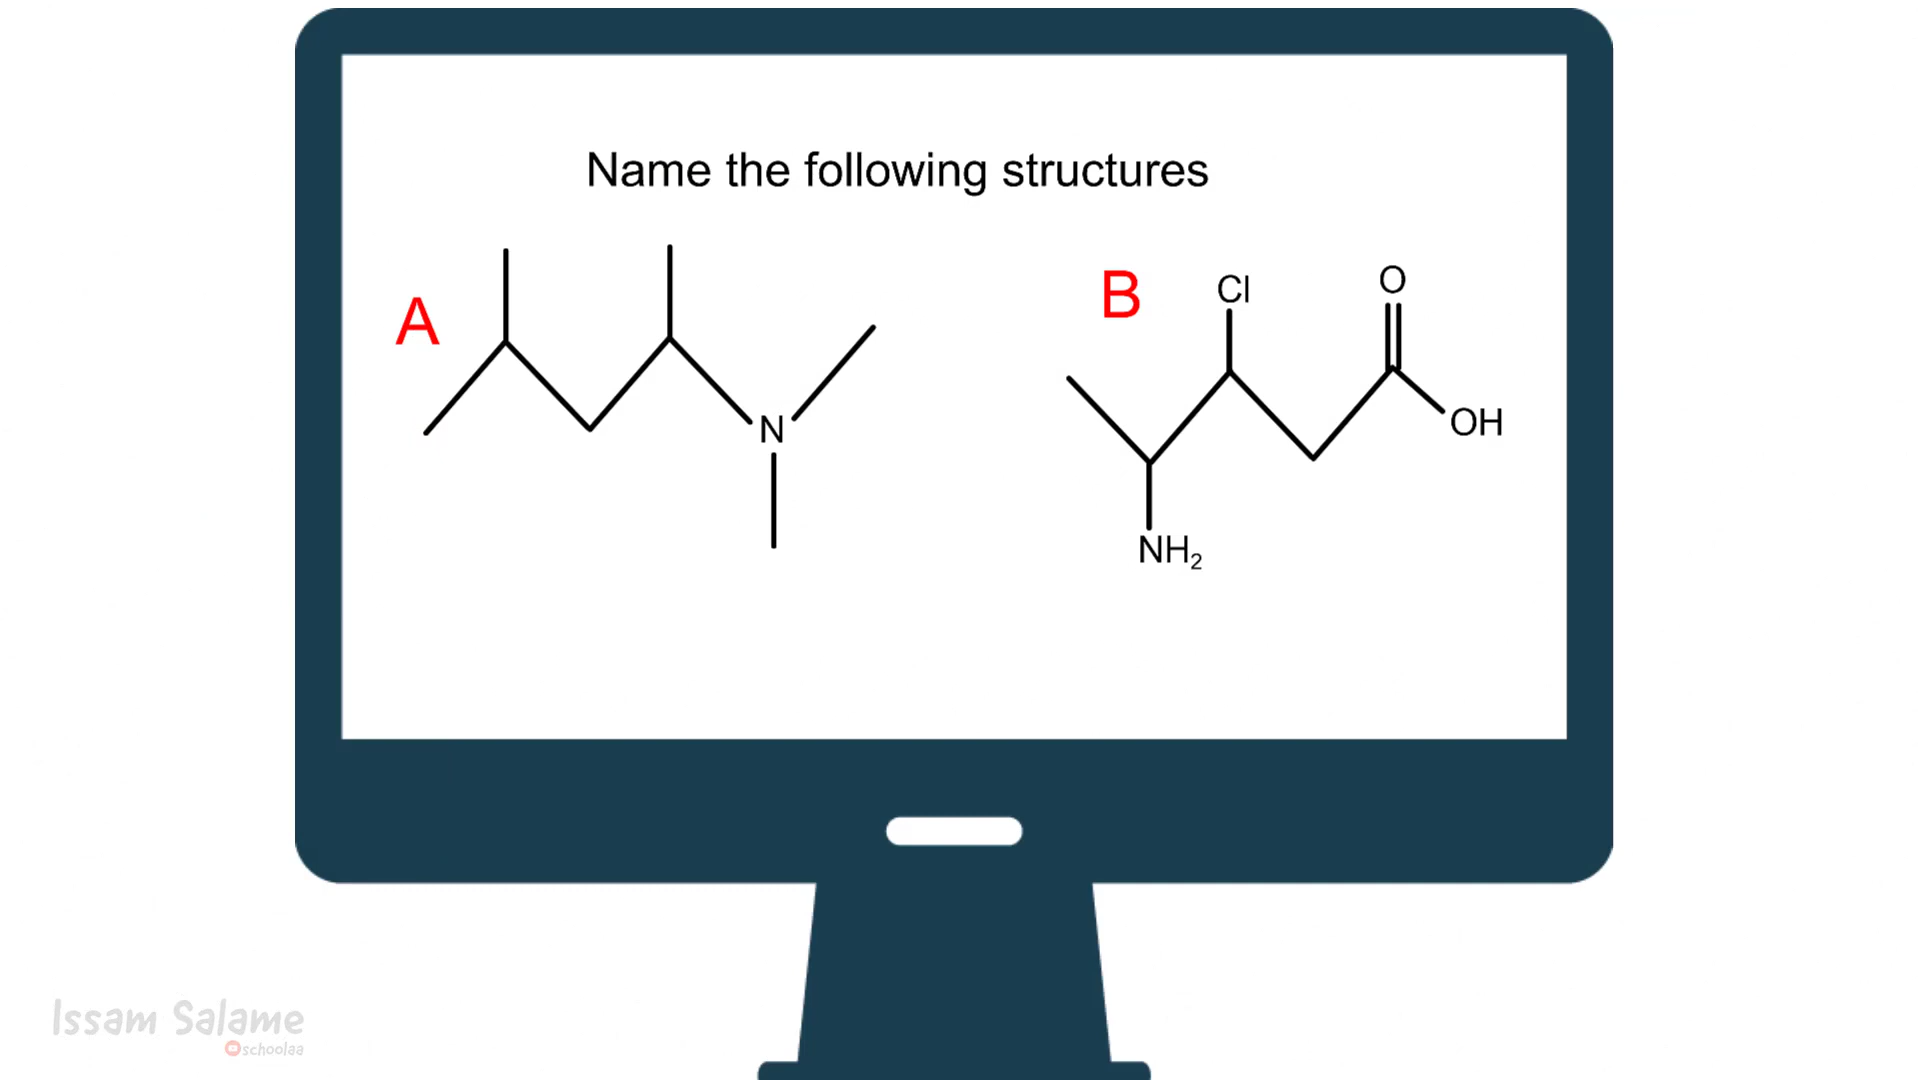 Name the following structures
A
N
B
Cl
O
OH
NH₂
Issam Salame
schoolaa